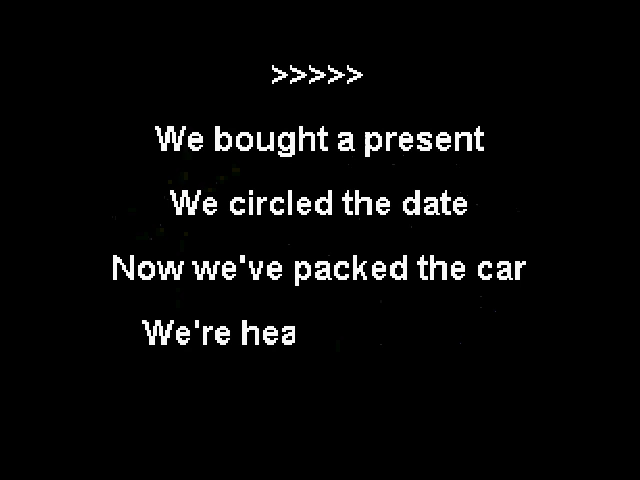 >>>>>
We bought a present
We circled the date
Now we've packed the car
We're hea